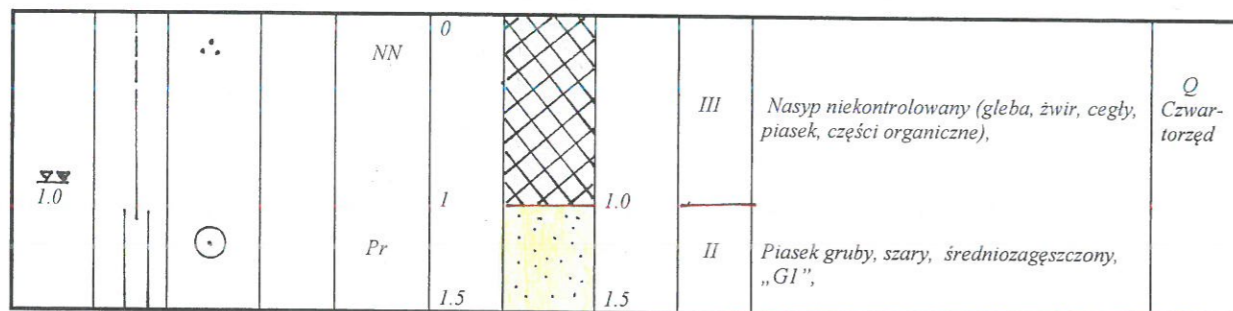 0
NN
III
Nasyp niekontrolowany (gleba, żwir, cegły,
piasek, części organiczne),
Q
Czwar-
torzęd
1.0
1
1.0
Pr
II
Piasek gruby, szary, średniozagęszczony,
„G1”,
1.5
1.5